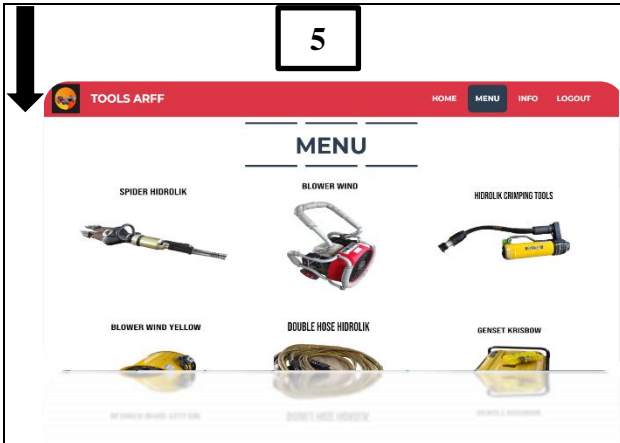 5
TOOLS ARFF
HOME MENU INFO LOGOUT
MENU
SPIDER HIDROLIK
BLOWER WIND
HIDROLIK CRIMPING TOOLS
BLOWER WIND YELLOW
DOUBLE HOSE HIDROLIK
GENSET KRISBOW